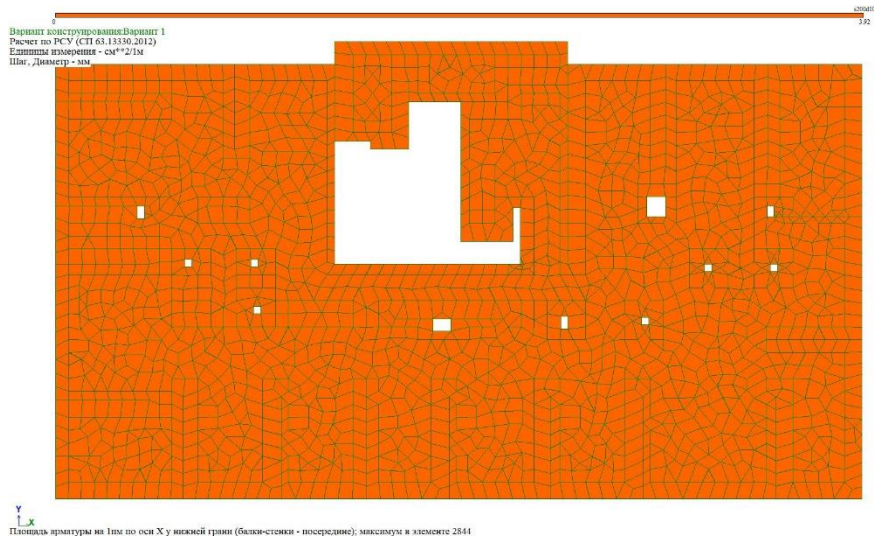 s200d10
0
3.92
Вариант конструирования:Вариант 1
Расчет по РСУ (СП 63.13330.2012)
Единицы измерения - см**2/1м
Шаг, Диаметр - мм
Y
X
Площадь арматуры на 1пм по оси X у нижней грани (балки-стенки - посередине); максимум в элементе 2844